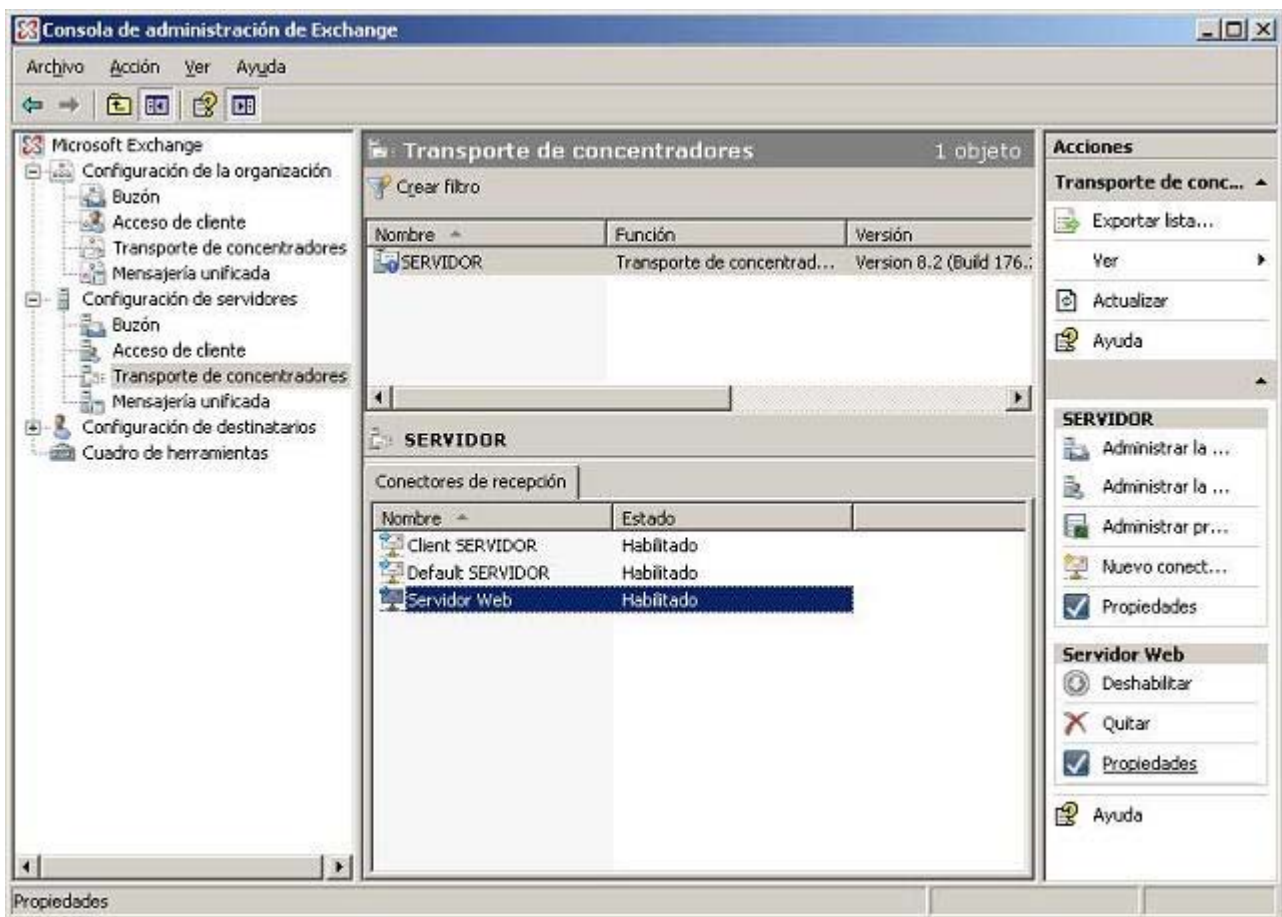 Consola de administración de Exchange
Archivo Acción Ver Ayuda
Microsoft Exchange
Configuración de la organización
Buzón
Acceso de cliente
Transporte de concentradores
Mensajería unificada
Configuración de servidores
Buzón
Acceso de cliente
Transporte de concentradores
Mensajería unificada
Configuración de destinatarios
Cuadro de herramientas
Transporte de concentradores 1 objeto
Crear filtro
Nombre Función Versión
SERVIDOR Transporte de concentrad... Version 8.2 (Build 176.:
SERVIDOR
Conectores de recepción
Nombre Estado
Client SERVIDOR Habilitado
Default SERVIDOR Habilitado
Servidor Web Habilitado
Acciones
Transporte de conc...
Exportar lista...
Ver
Actualizar
Ayuda
SERVIDOR
Administrar la ...
Administrar la ...
Administrar pr...
Nuevo conect...
Propiedades
Servidor Web
Deshabilitar
Quitar
Propiedades
Ayuda
Propiedades